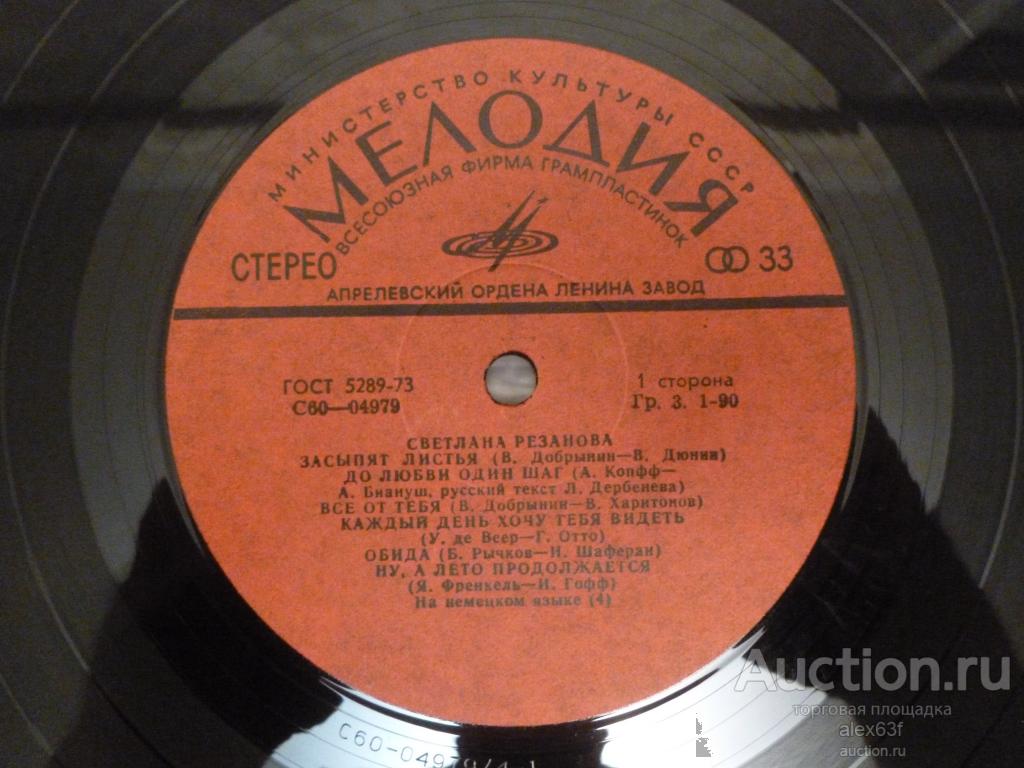 МИНИСТЕРСТВО КУЛЬТУРЫ СССР
МЕЛОДИЯ
ВСЕСОЮЗНАЯ ФИРМА ГРАМПЛАСТИНОК
СТЕРЕО 33
АПРЕЛЕВСКИЙ ОРДЕНА ЛЕНИНА ЗАВОД
ГОСТ 5289-73 1 сторона
С60—04979 Гр. 3. 1-90
СВЕТЛАНА РЕЗАНОВА
ЗАСЫПЯТ ЛИСТЬЯ (В. Добрынин—В. Дюнин)
ДО ЛЮБВИ ОДИН ШАГ (А. Копфф—
А. Биануш, русский текст Л. Дербенева)
ВСЕ ОТ ТЕБЯ (В. Добрынин—В. Харитонов)
КАЖДЫЙ ДЕНЬ ХОЧУ ТЕБЯ ВИДЕТЬ
(У. де Веер—Г. Отто)
ОБИДА (Б. Рычков—И. Шаферан)
НУ, А ЛЕТО ПРОДОЛЖАЕТСЯ
(Я. Френкель—И. Гофф)
На немецком языке (4)
Auction.ru
торговая площадка
alex63f
auction.ru